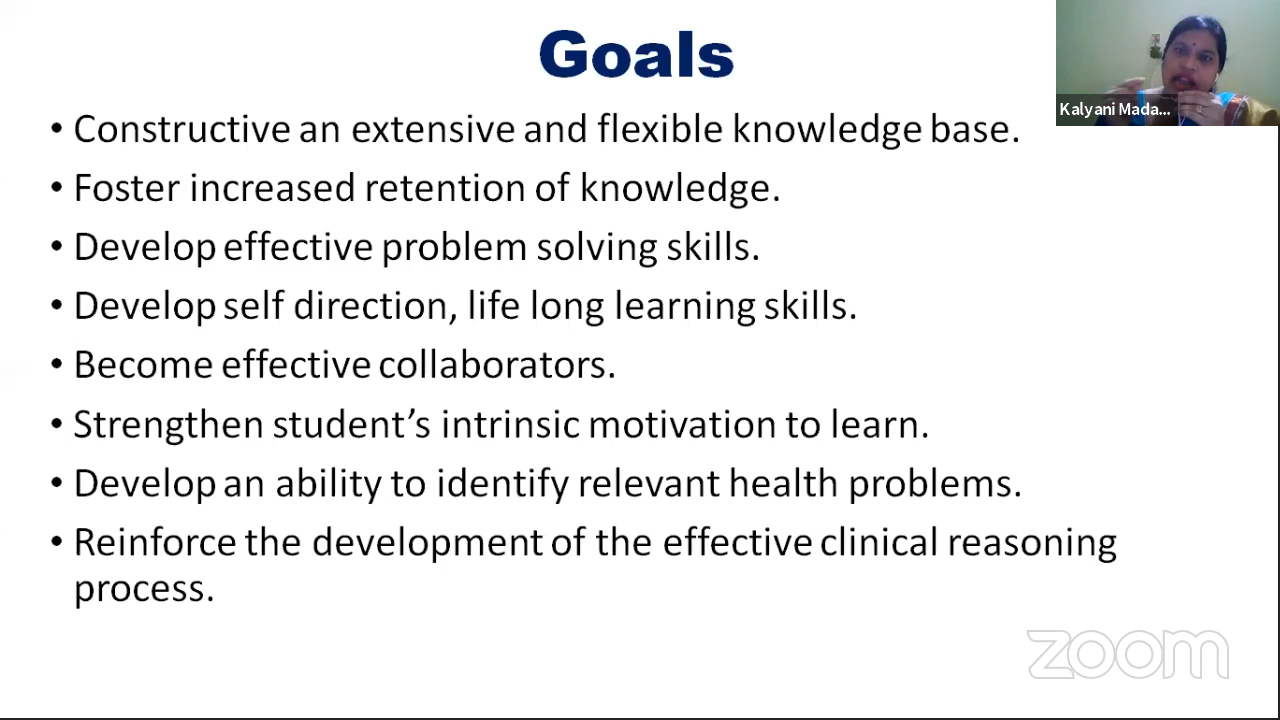 Goals
Kalyani Mada...
• Constructive an extensive and flexible knowledge base.
• Foster increased retention of knowledge.
• Develop effective problem solving skills.
• Develop self direction, life long learning skills.
• Become effective collaborators.
• Strengthen student’s intrinsic motivation to learn.
• Develop an ability to identify relevant health problems.
• Reinforce the development of the effective clinical reasoning
process.
zoom